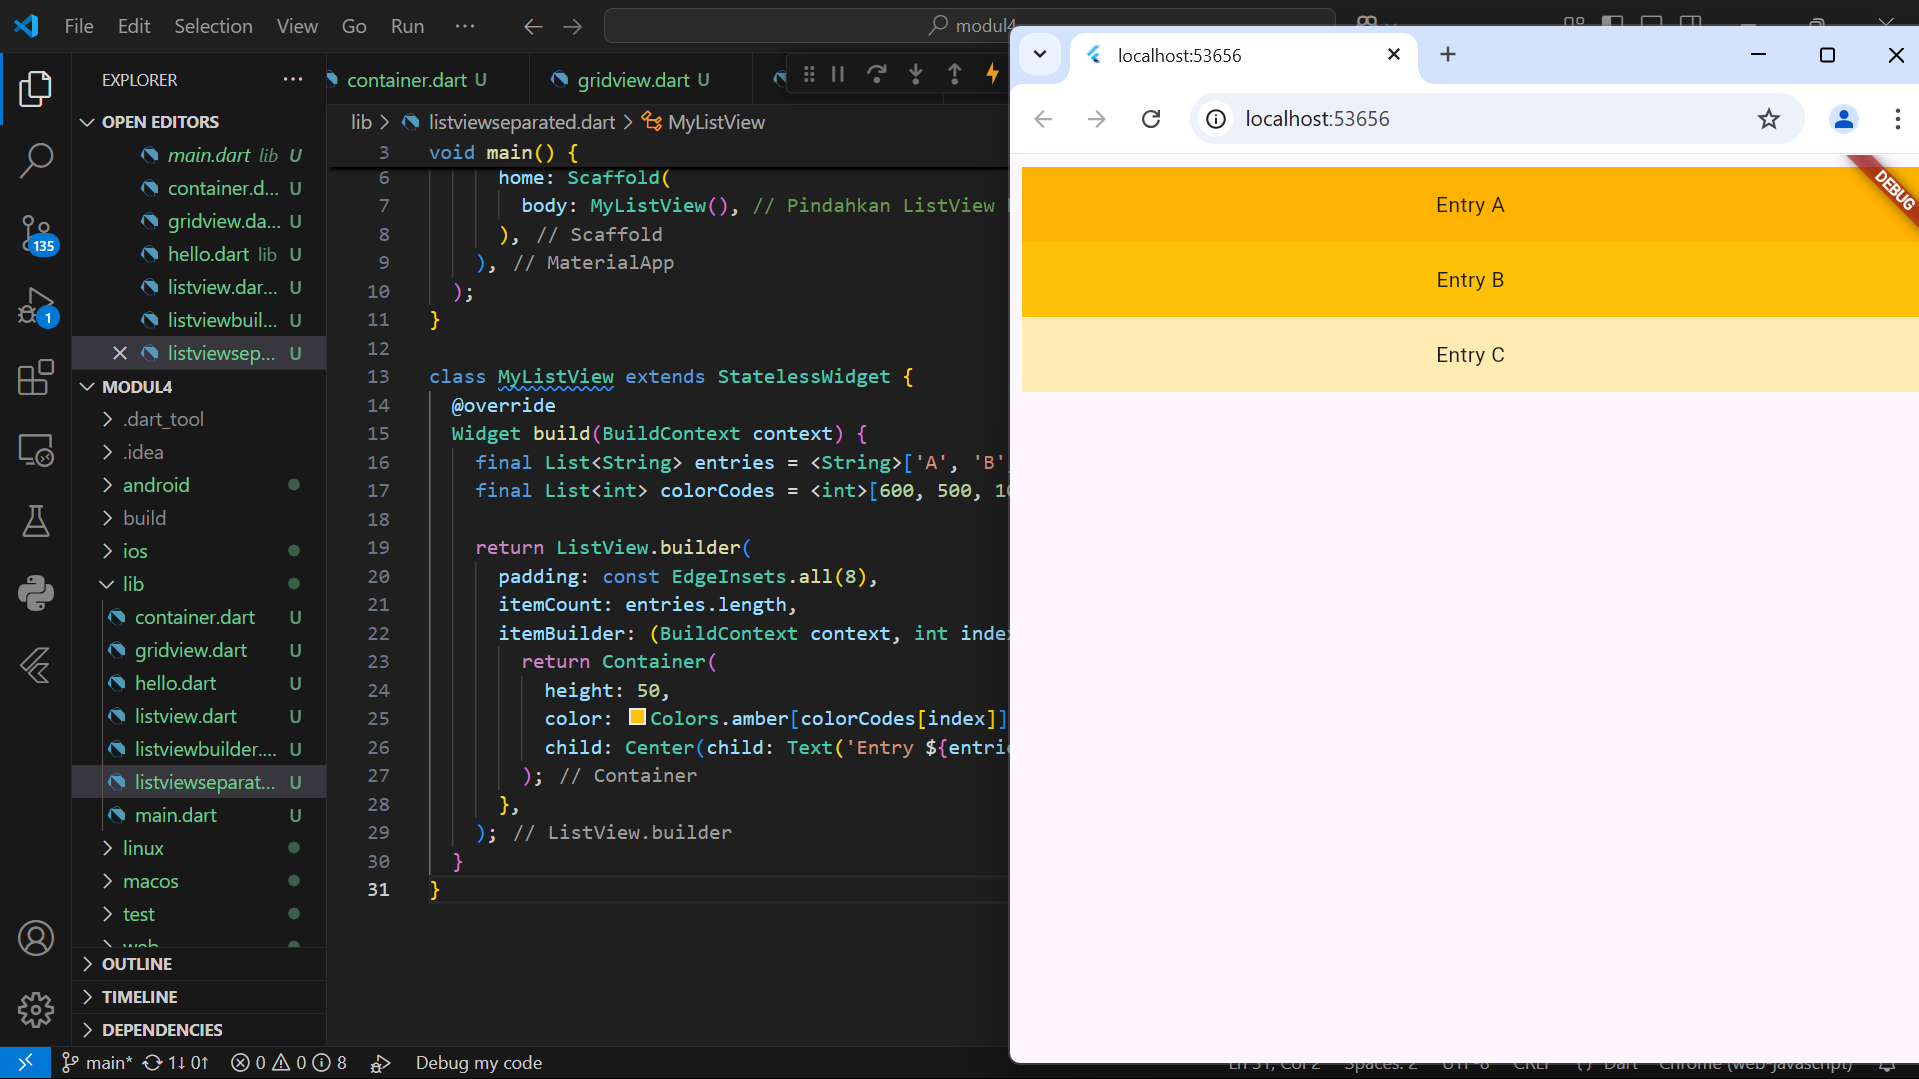 File Edit Selection View Go Run ··· modul4
EXPLORER ···
OPEN EDITORS
main.dart lib U
container.d... U
gridview.da... U
hello.dart lib U
listview.dar... U
listviewbuil... U
listviewsep... U
MODUL4
.dart_tool
.idea
android
build
ios
lib
container.dart U
gridview.dart U
hello.dart U
listview.dart U
listviewbuilder.... U
listviewseparat... U
main.dart U
linux
macos
test
web
OUTLINE
TIMELINE
DEPENDENCIES
135
1
container.dart U gridview.dart U
lib > listviewseparated.dart > MyListView
3 void main() {
6 home: Scaffold(
7 body: MyListView(), // Pindahkan ListView
8 ), // Scaffold
9 ), // MaterialApp
10 );
11 }
12
13 class MyListView extends StatelessWidget {
14 @override
15 Widget build(BuildContext context) {
16 final List<String> entries = <String>['A', 'B'
17 final List<int> colorCodes = <int>[600, 500, 10
18
19 return ListView.builder(
20 padding: const EdgeInsets.all(8),
21 itemCount: entries.length,
22 itemBuilder: (BuildContext context, int index
23 return Container(
24 height: 50,
25 color: Colors.amber[colorCodes[index]]
26 child: Center(child: Text('Entry ${entrie
27 ); // Container
28 },
29 ); // ListView.builder
30 }
31 }
localhost:53656
localhost:53656
DEBUG
Entry A
Entry B
Entry C
main* 1↓ 0↑ 0 0 8 Debug my code
Ln 31, Col 2 Spaces: 2 UTF-8 CRLF {} Dart Chrome (web-javascript)